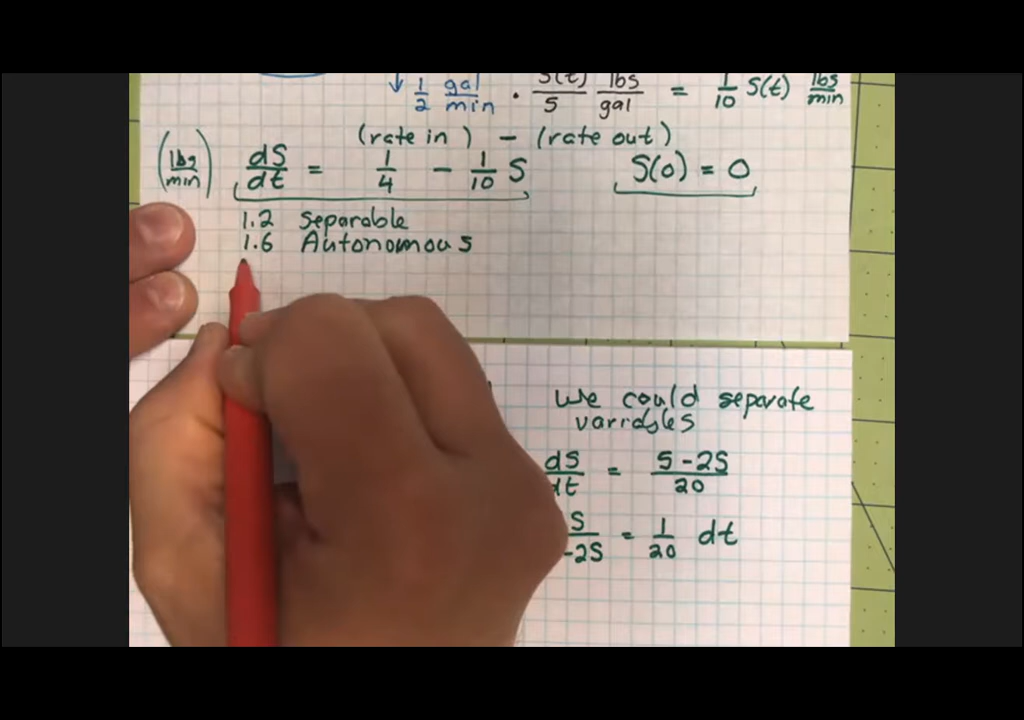 ↓ 1/2 gal/min · S(t)/5 lbs/gal = 1/10 S(t) lbs/min
(rate in) - (rate out)
(lbs/min) dS/dt = 1/4 - 1/10 S S(0) = 0
1.2 Separable
1.6 Autonomous
We could separate
variables
dS/dt = 5-2S/20
S/-2S = 1/20 dt